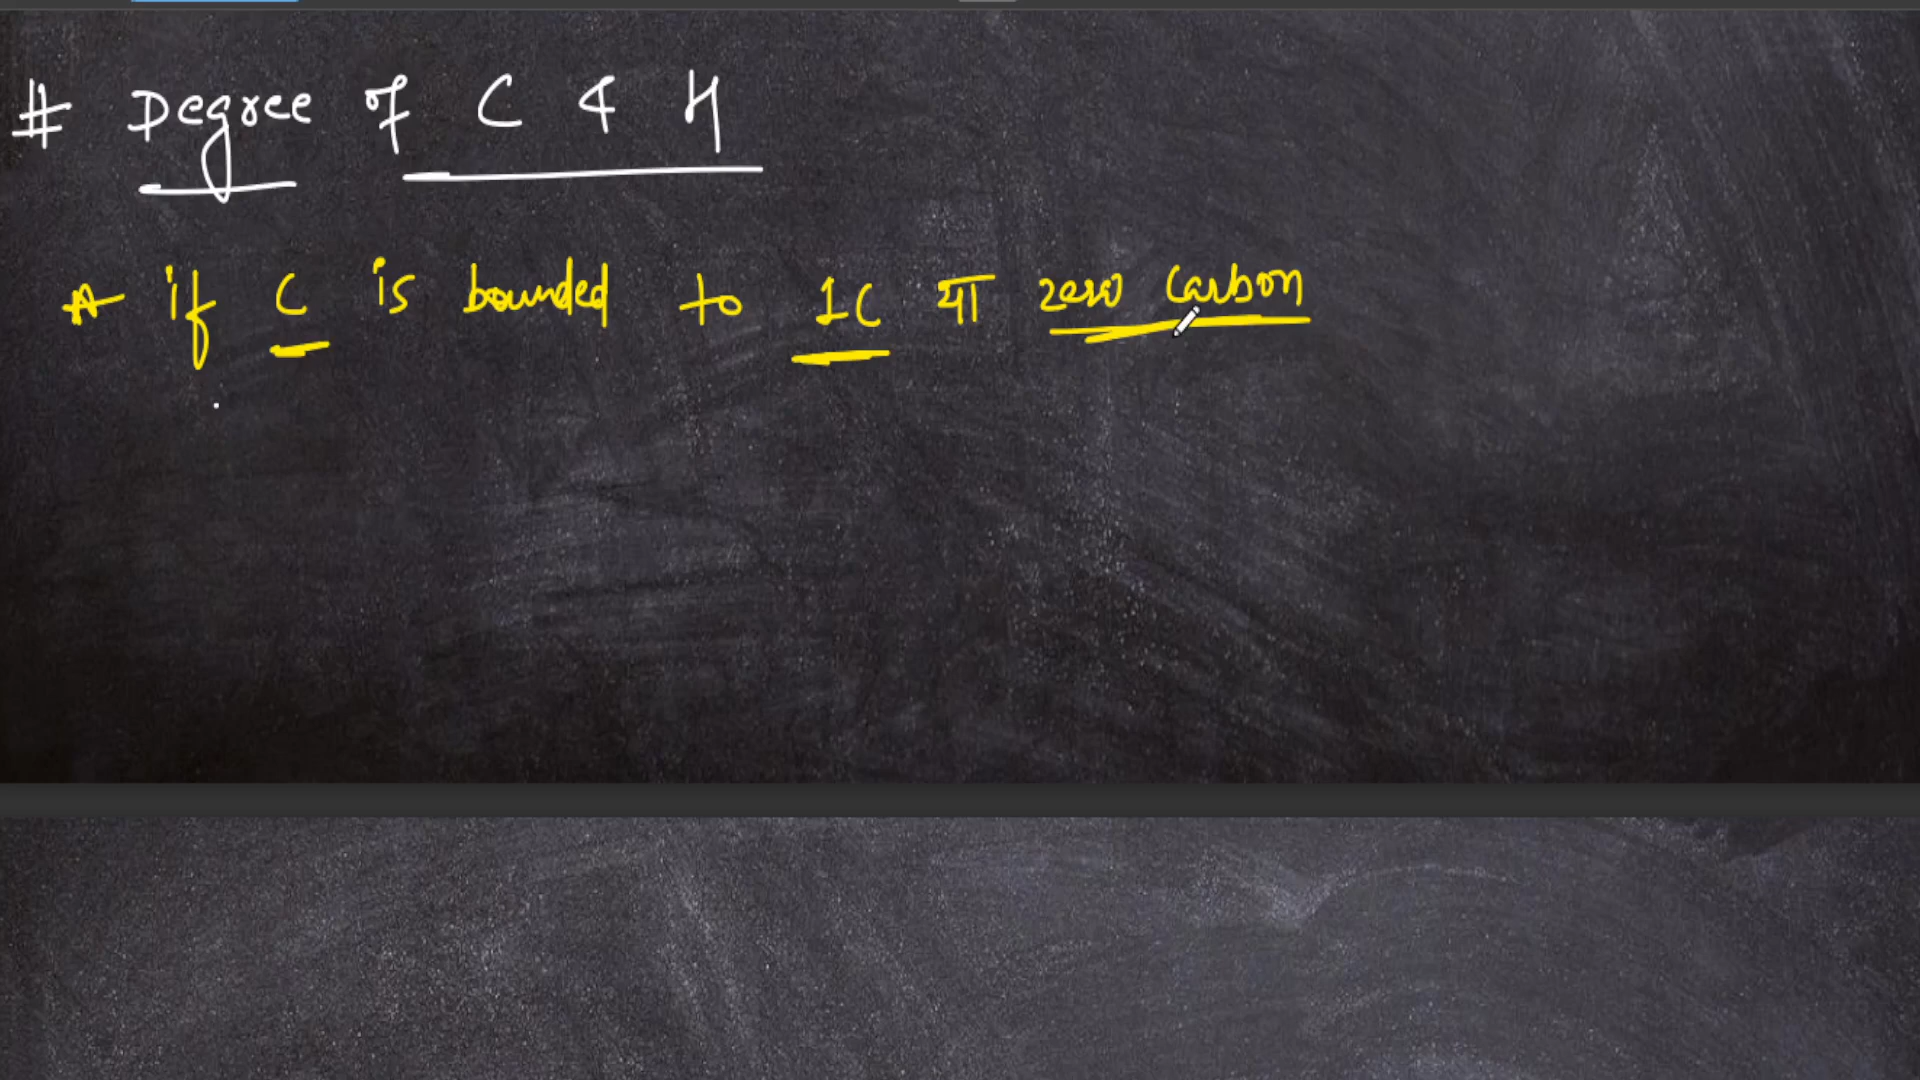 # Degree of C & H
☆ if C is bounded to 1C या zero Carbon